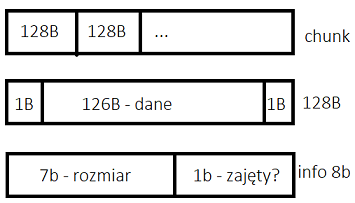 128B 128B ... chunk
1B 126B - dane 1B 128B
7b - rozmiar 1b - zajęty? info 8b